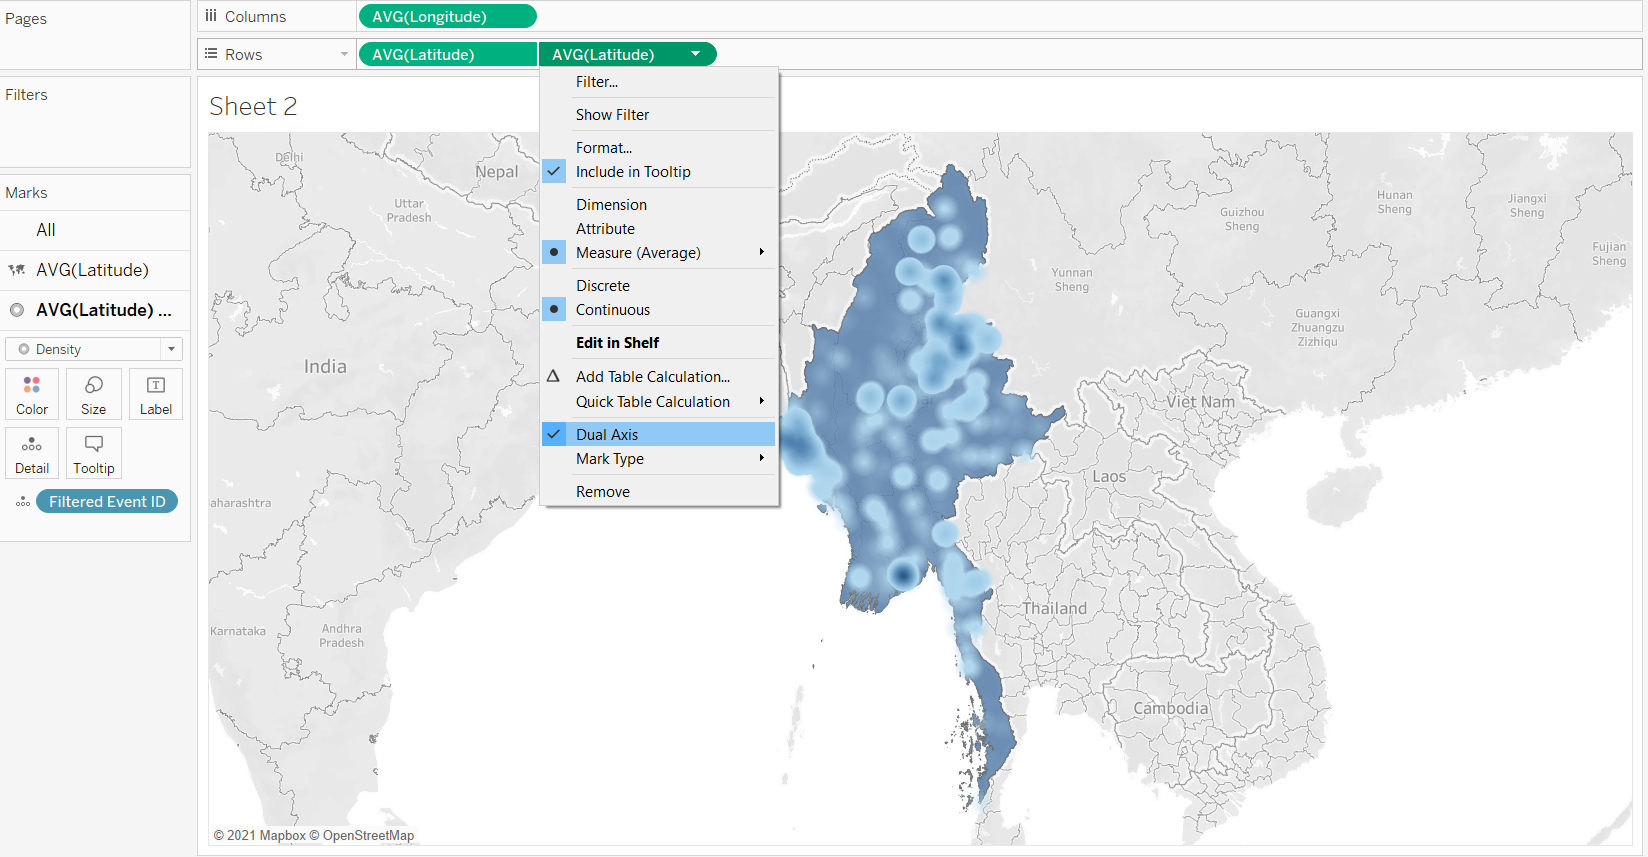 Pages
Columns
AVG(Longitude)
Rows
AVG(Latitude)
AVG(Latitude)
Filters
Marks
All
AVG(Latitude)
AVG(Latitude) ...
Density
Color
Size
Label
Detail
Tooltip
Filtered Event ID
Sheet 2
Filter...
Show Filter
Format...
Include in Tooltip
Dimension
Attribute
Measure (Average)
Discrete
Continuous
Edit in Shelf
Add Table Calculation...
Quick Table Calculation
Dual Axis
Mark Type
Remove
Delhi
Nepal
Uttar
Pradesh
India
aharashtra
Karnataka
Andhra
Pradesh
Guizhou
Sheng
Hunan
Sheng
Jiangxi
Sheng
Fujian
Sheng
Yunnan
Sheng
Guangxi
Zhuangzu
Zizhiqu
Viet Nam
Laos
Thailand
Cambodia
© 2021 Mapbox © OpenStreetMap